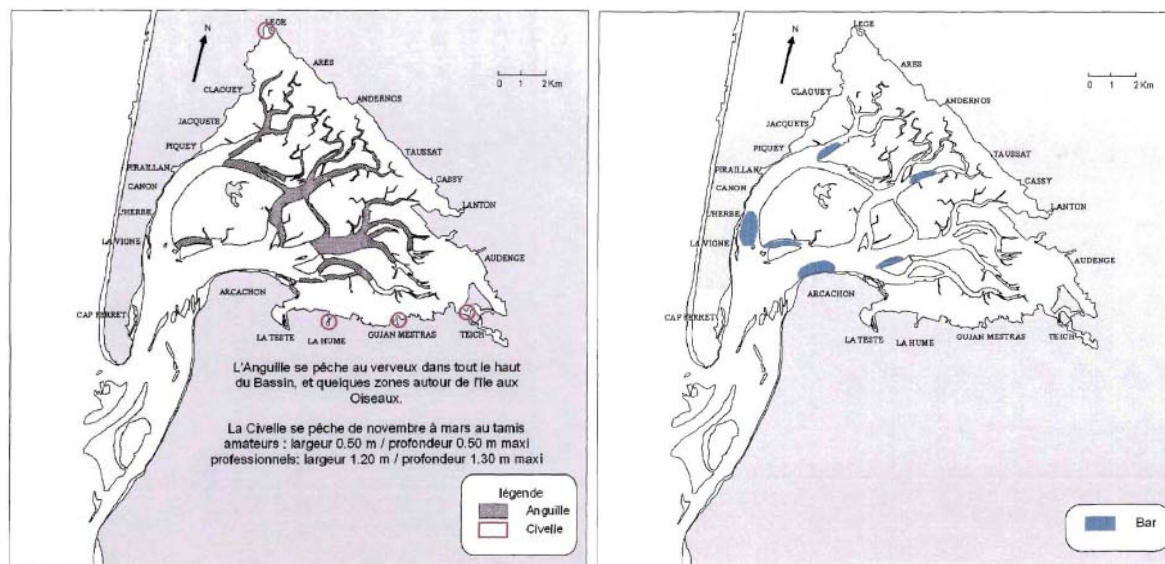 LEGE
N
ARES
0 1 2 Km
CLAOUEY
ANDERNOS
JACQUETS
PIQUEY
TAUSSAT
PIRAILLAN
CASSY
CANON
LANTON
L'HERBE
LA VIGNE
AUDENGE
ARCACHON
CAP FERRET
LA TESTE
LA HUME
GUJAN MESTRAS
TEICH
L'Anguille se pêche au verveux dans tout le haut
du Bassin, et quelques zones autour de l'île aux
Oiseaux.
La Civelle se pêche de novembre à mars au tamis
amateurs : largeur 0.50 m / profondeur 0.50 m maxi
professionnels: largeur 1.20 m / profondeur 1.30 m maxi
légende
Anguille
Civelle
LEGE
N
ARES
0 1 2 Km
CLAOUEY
ANDERNOS
JACQUETS
PIQUEY
TAUSSAT
PIRAILLAN
CASSY
CANON
LANTON
L'HERBE
LA VIGNE
AUDENGE
ARCACHON
CAP FERRET
LA TESTE
LA HUME
GUJAN MESTRAS
TEICH
Bar